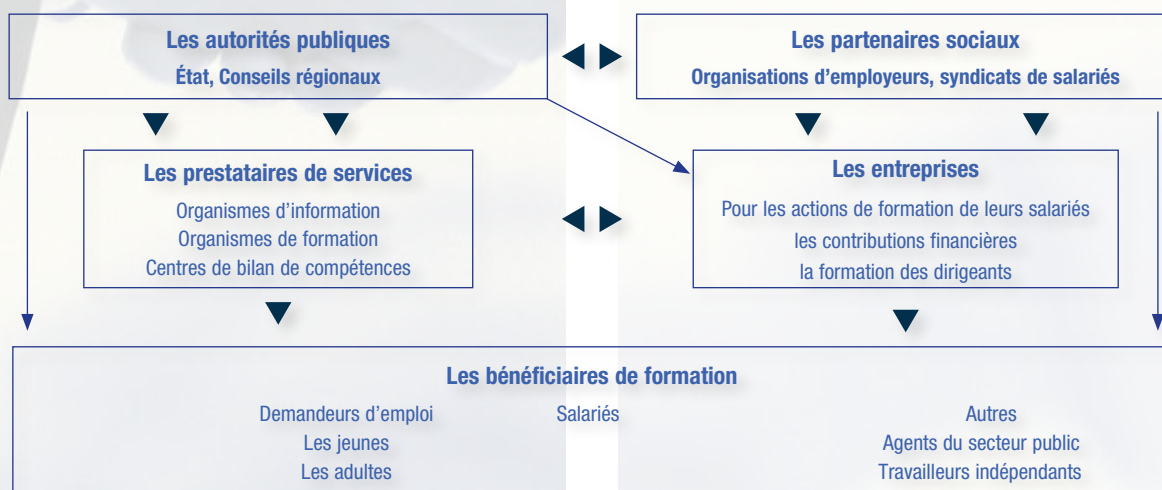 Les autorités publiques
État, Conseils régionaux
Les partenaires sociaux
Organisations d’employeurs, syndicats de salariés
Les prestataires de services
Organismes d’information
Organismes de formation
Centres de bilan de compétences
Les entreprises
Pour les actions de formation de leurs salariés
les contributions financières
la formation des dirigeants
Les bénéficiaires de formation
Demandeurs d’emploi
Les jeunes
Les adultes
Salariés
Autres
Agents du secteur public
Travailleurs indépendants